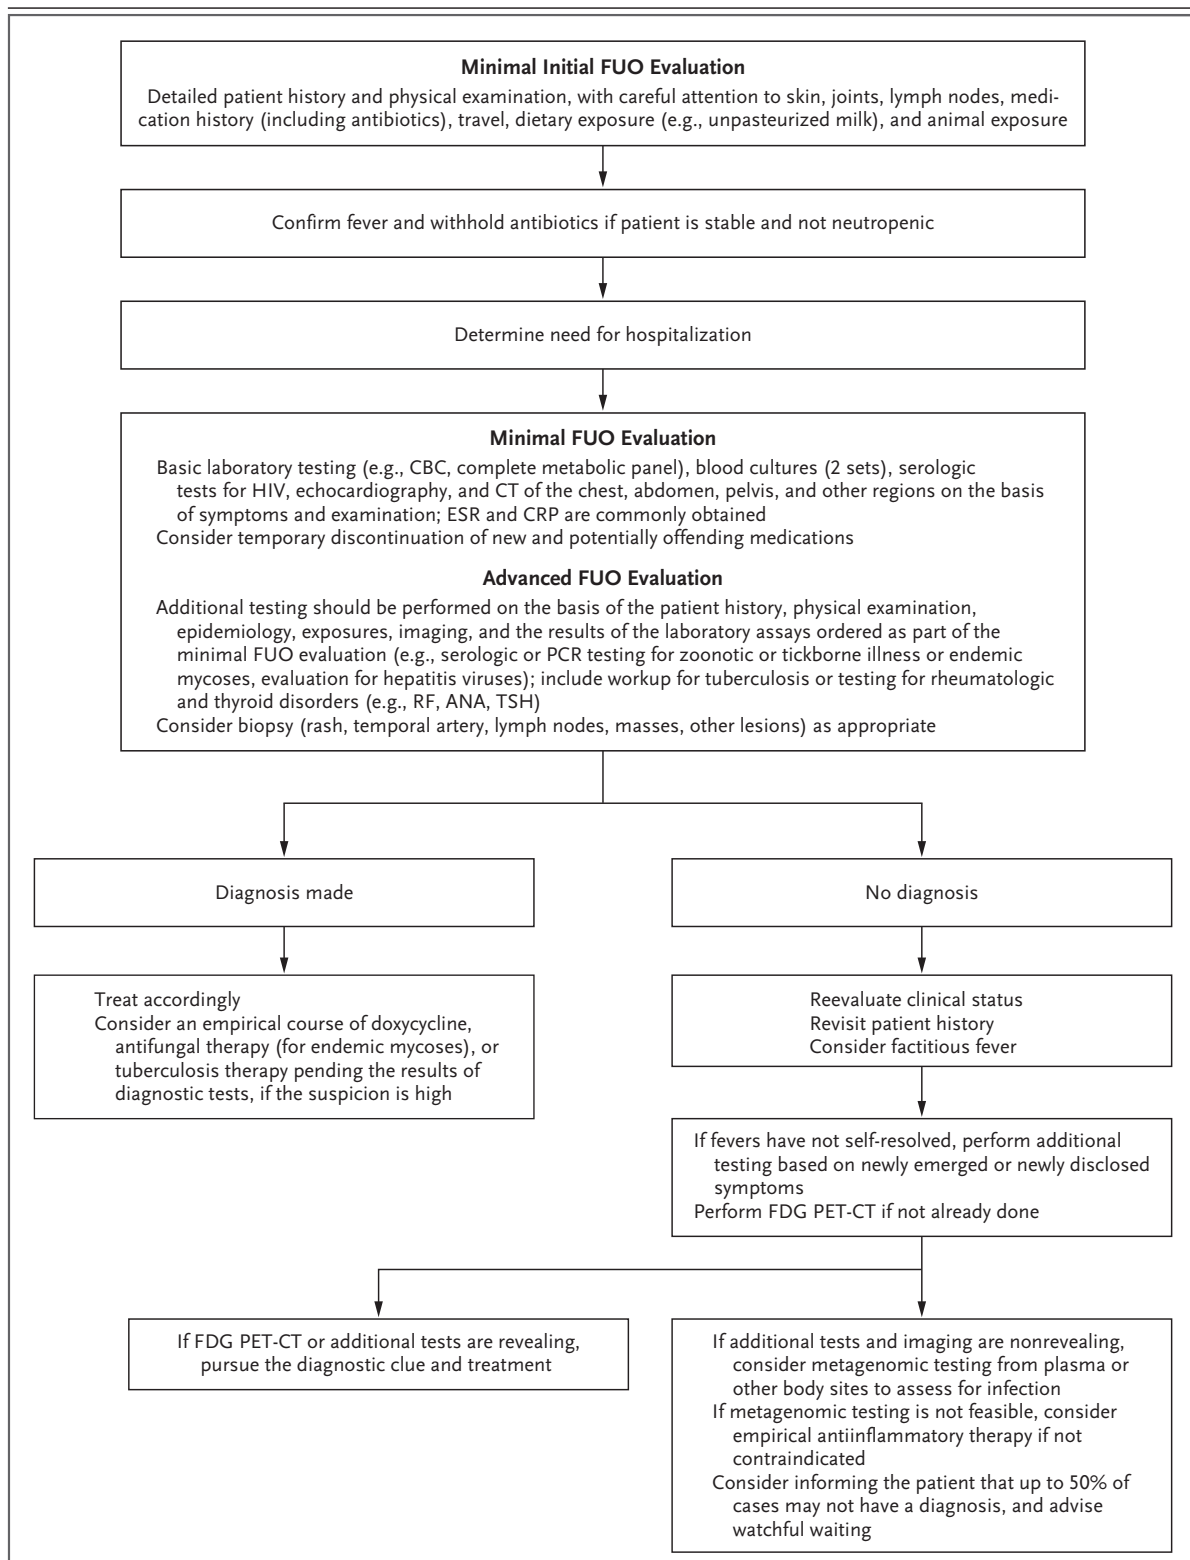 Minimal Initial FUO Evaluation
Detailed patient history and physical examination, with careful attention to skin, joints, lymph nodes, medi-
cation history (including antibiotics), travel, dietary exposure (e.g., unpasteurized milk), and animal exposure
Confirm fever and withhold antibiotics if patient is stable and not neutropenic
Determine need for hospitalization
Minimal FUO Evaluation
Basic laboratory testing (e.g., CBC, complete metabolic panel), blood cultures (2 sets), serologic
tests for HIV, echocardiography, and CT of the chest, abdomen, pelvis, and other regions on the basis
of symptoms and examination; ESR and CRP are commonly obtained
Consider temporary discontinuation of new and potentially offending medications
Advanced FUO Evaluation
Additional testing should be performed on the basis of the patient history, physical examination,
epidemiology, exposures, imaging, and the results of the laboratory assays ordered as part of the
minimal FUO evaluation (e.g., serologic or PCR testing for zoonotic or tickborne illness or endemic
mycoses, evaluation for hepatitis viruses); include workup for tuberculosis or testing for rheumatologic
and thyroid disorders (e.g., RF, ANA, TSH)
Consider biopsy (rash, temporal artery, lymph nodes, masses, other lesions) as appropriate
Diagnosis made
Treat accordingly
Consider an empirical course of doxycycline,
antifungal therapy (for endemic mycoses), or
tuberculosis therapy pending the results of
diagnostic tests, if the suspicion is high
No diagnosis
Reevaluate clinical status
Revisit patient history
Consider factitious fever
If fevers have not self-resolved, perform additional
testing based on newly emerged or newly disclosed
symptoms
Perform FDG PET-CT if not already done
If FDG PET-CT or additional tests are revealing,
pursue the diagnostic clue and treatment
If additional tests and imaging are nonrevealing,
consider metagenomic testing from plasma or
other body sites to assess for infection
If metagenomic testing is not feasible, consider
empirical antiinflammatory therapy if not
contraindicated
Consider informing the patient that up to 50% of
cases may not have a diagnosis, and advise
watchful waiting